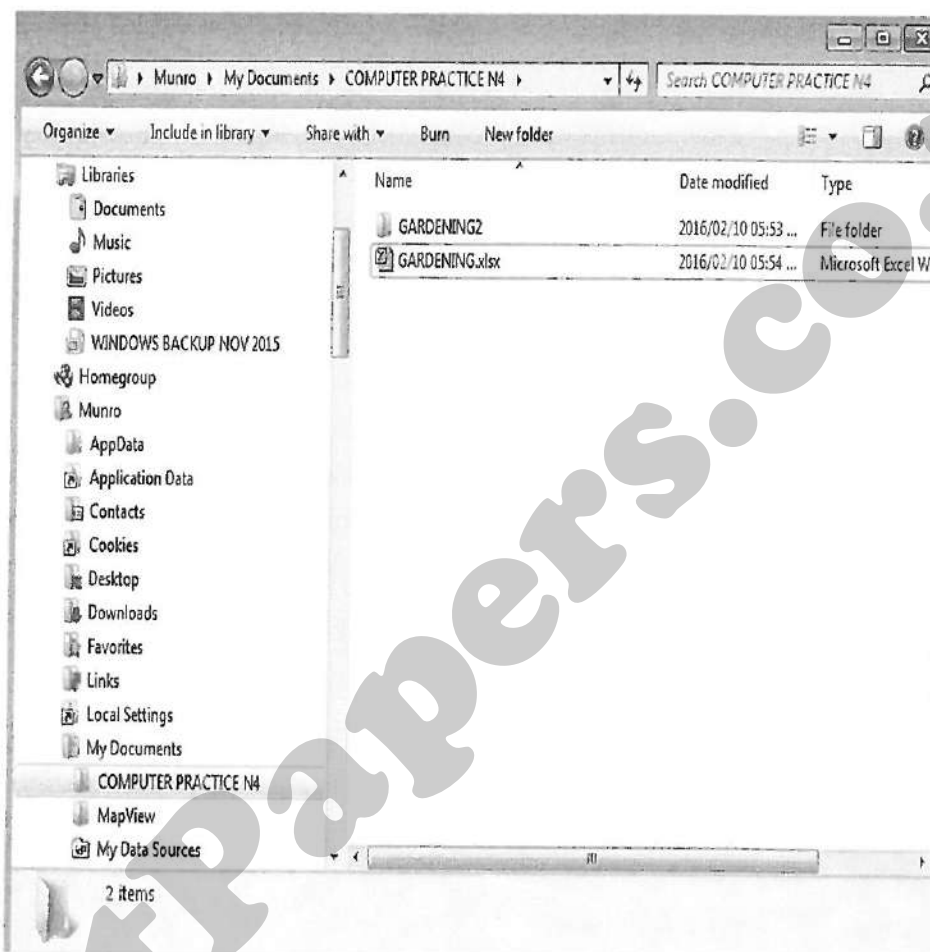 Munro ▸ My Documents ▸ COMPUTER PRACTICE N4 ▸
Search COMPUTER PRACTICE N4
Organize Include in library Share with Burn New folder
Libraries
Documents
Music
Pictures
Videos
WINDOWS BACKUP NOV 2015
Homegroup
Munro
AppData
Application Data
Contacts
Cookies
Desktop
Downloads
Favorites
Links
Local Settings
My Documents
COMPUTER PRACTICE N4
MapView
My Data Sources
Name Date modified Type
GARDENING2 2016/02/10 05:53 ... File folder
GARDENING.xlsx 2016/02/10 05:54 ... Microsoft Excel W
2 items
tpapers.co